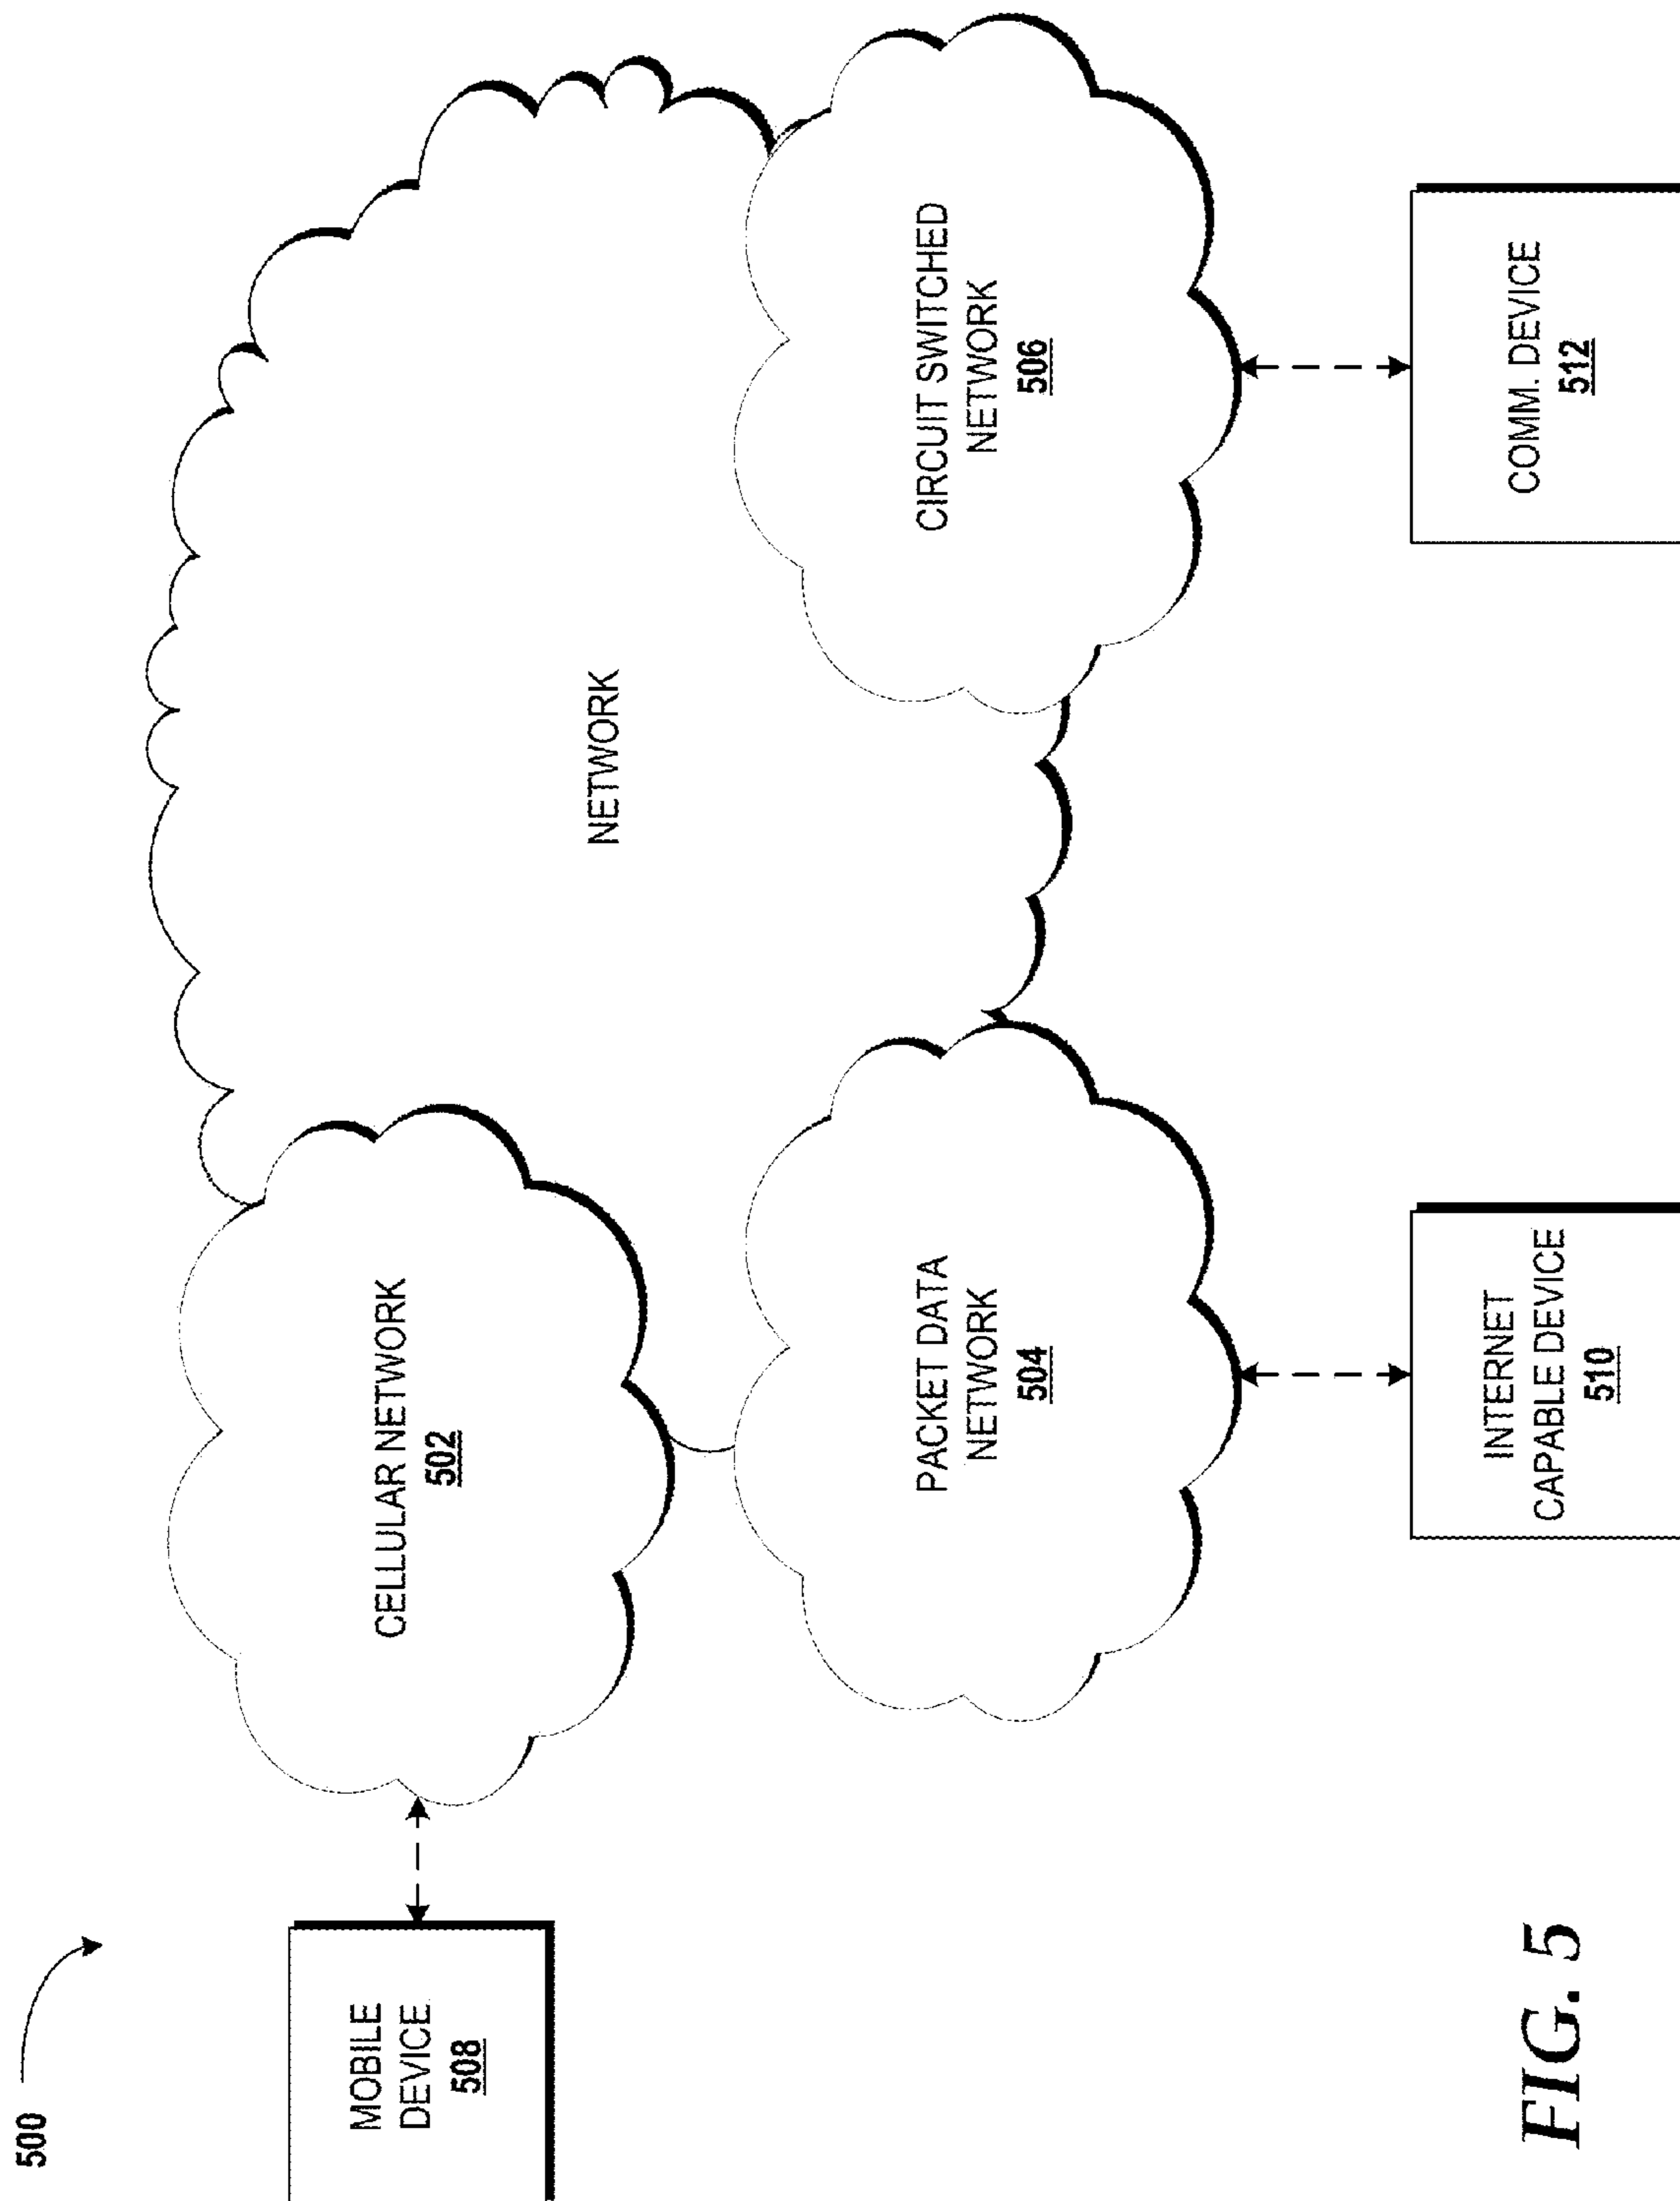 500
MOBILE
DEVICE
508
CELLULAR NETWORK
502
NETWORK
PACKET DATA
NETWORK
504
CIRCUIT SWITCHED
NETWORK
506
INTERNET
CAPABLE DEVICE
510
COMM. DEVICE
512
FIG. 5